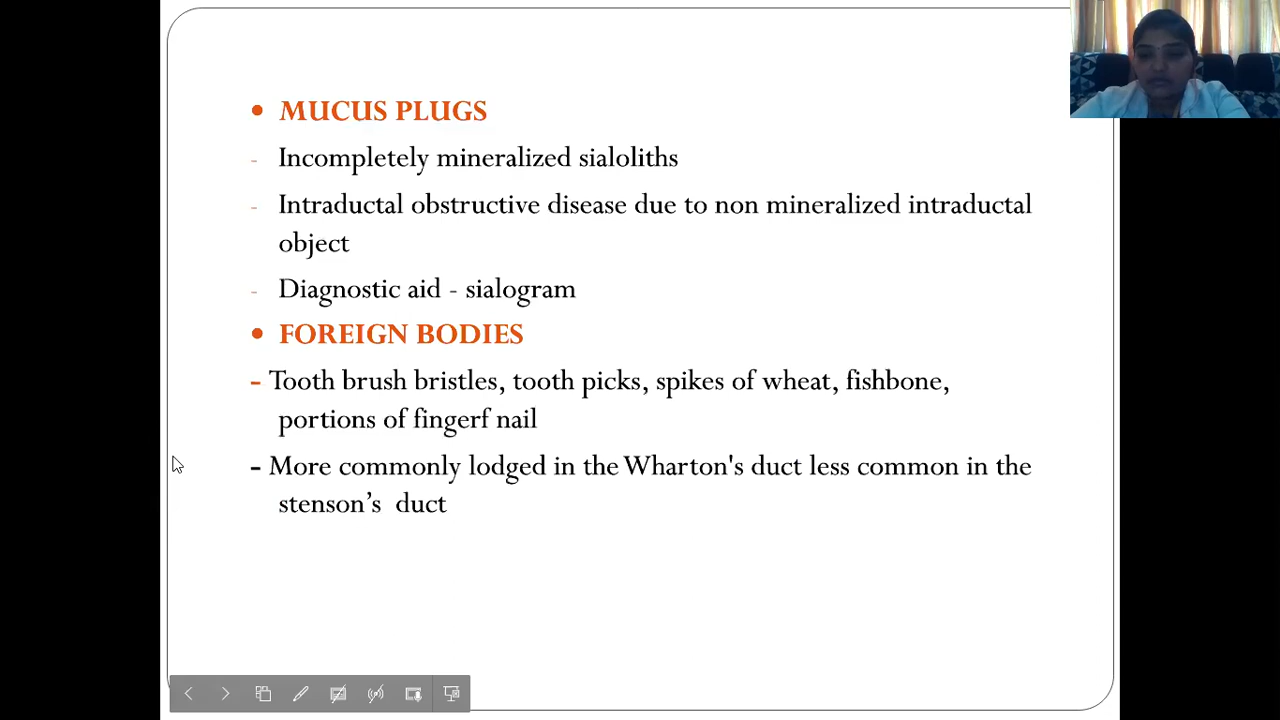 • MUCUS PLUGS
- Incompletely mineralized sialoliths
- Intraductal obstructive disease due to non mineralized intraductal
object
- Diagnostic aid - sialogram
• FOREIGN BODIES
- Tooth brush bristles, tooth picks, spikes of wheat, fishbone,
portions of fingerf nail
- More commonly lodged in the Wharton's duct less common in the
stenson’s duct